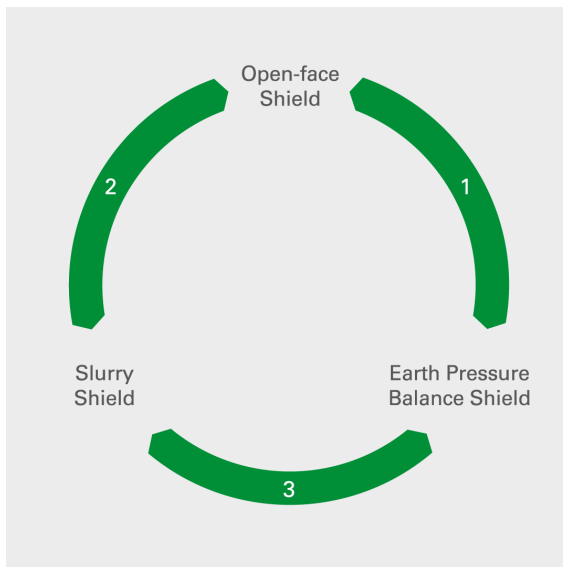 Open-face
Shield
2
1
Slurry
Shield
Earth Pressure
Balance Shield
3